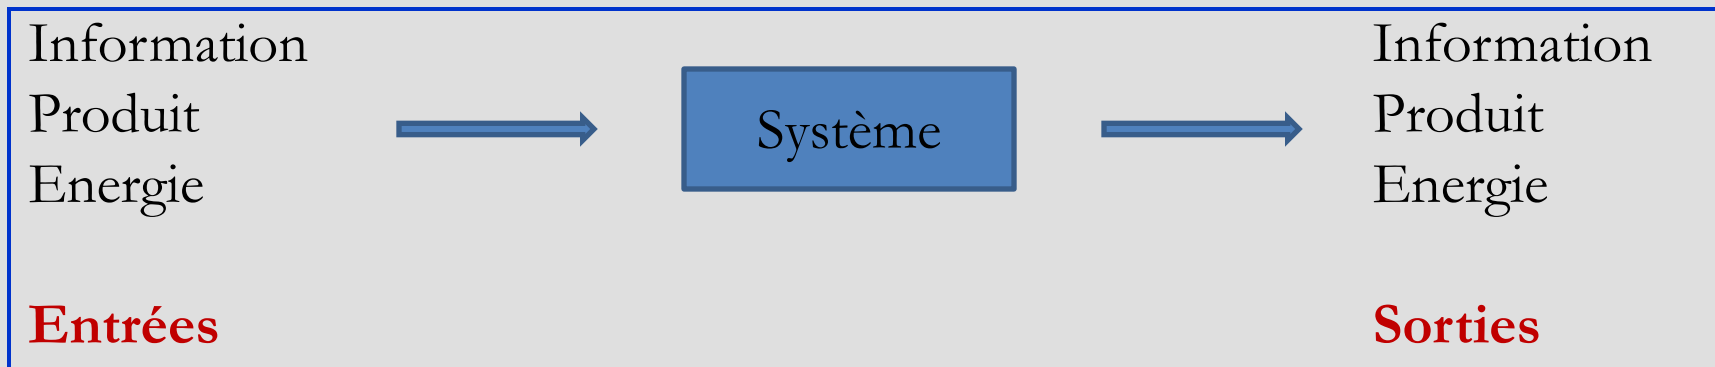 Information
Produit
Energie
Entrées
Système
Information
Produit
Energie
Sorties